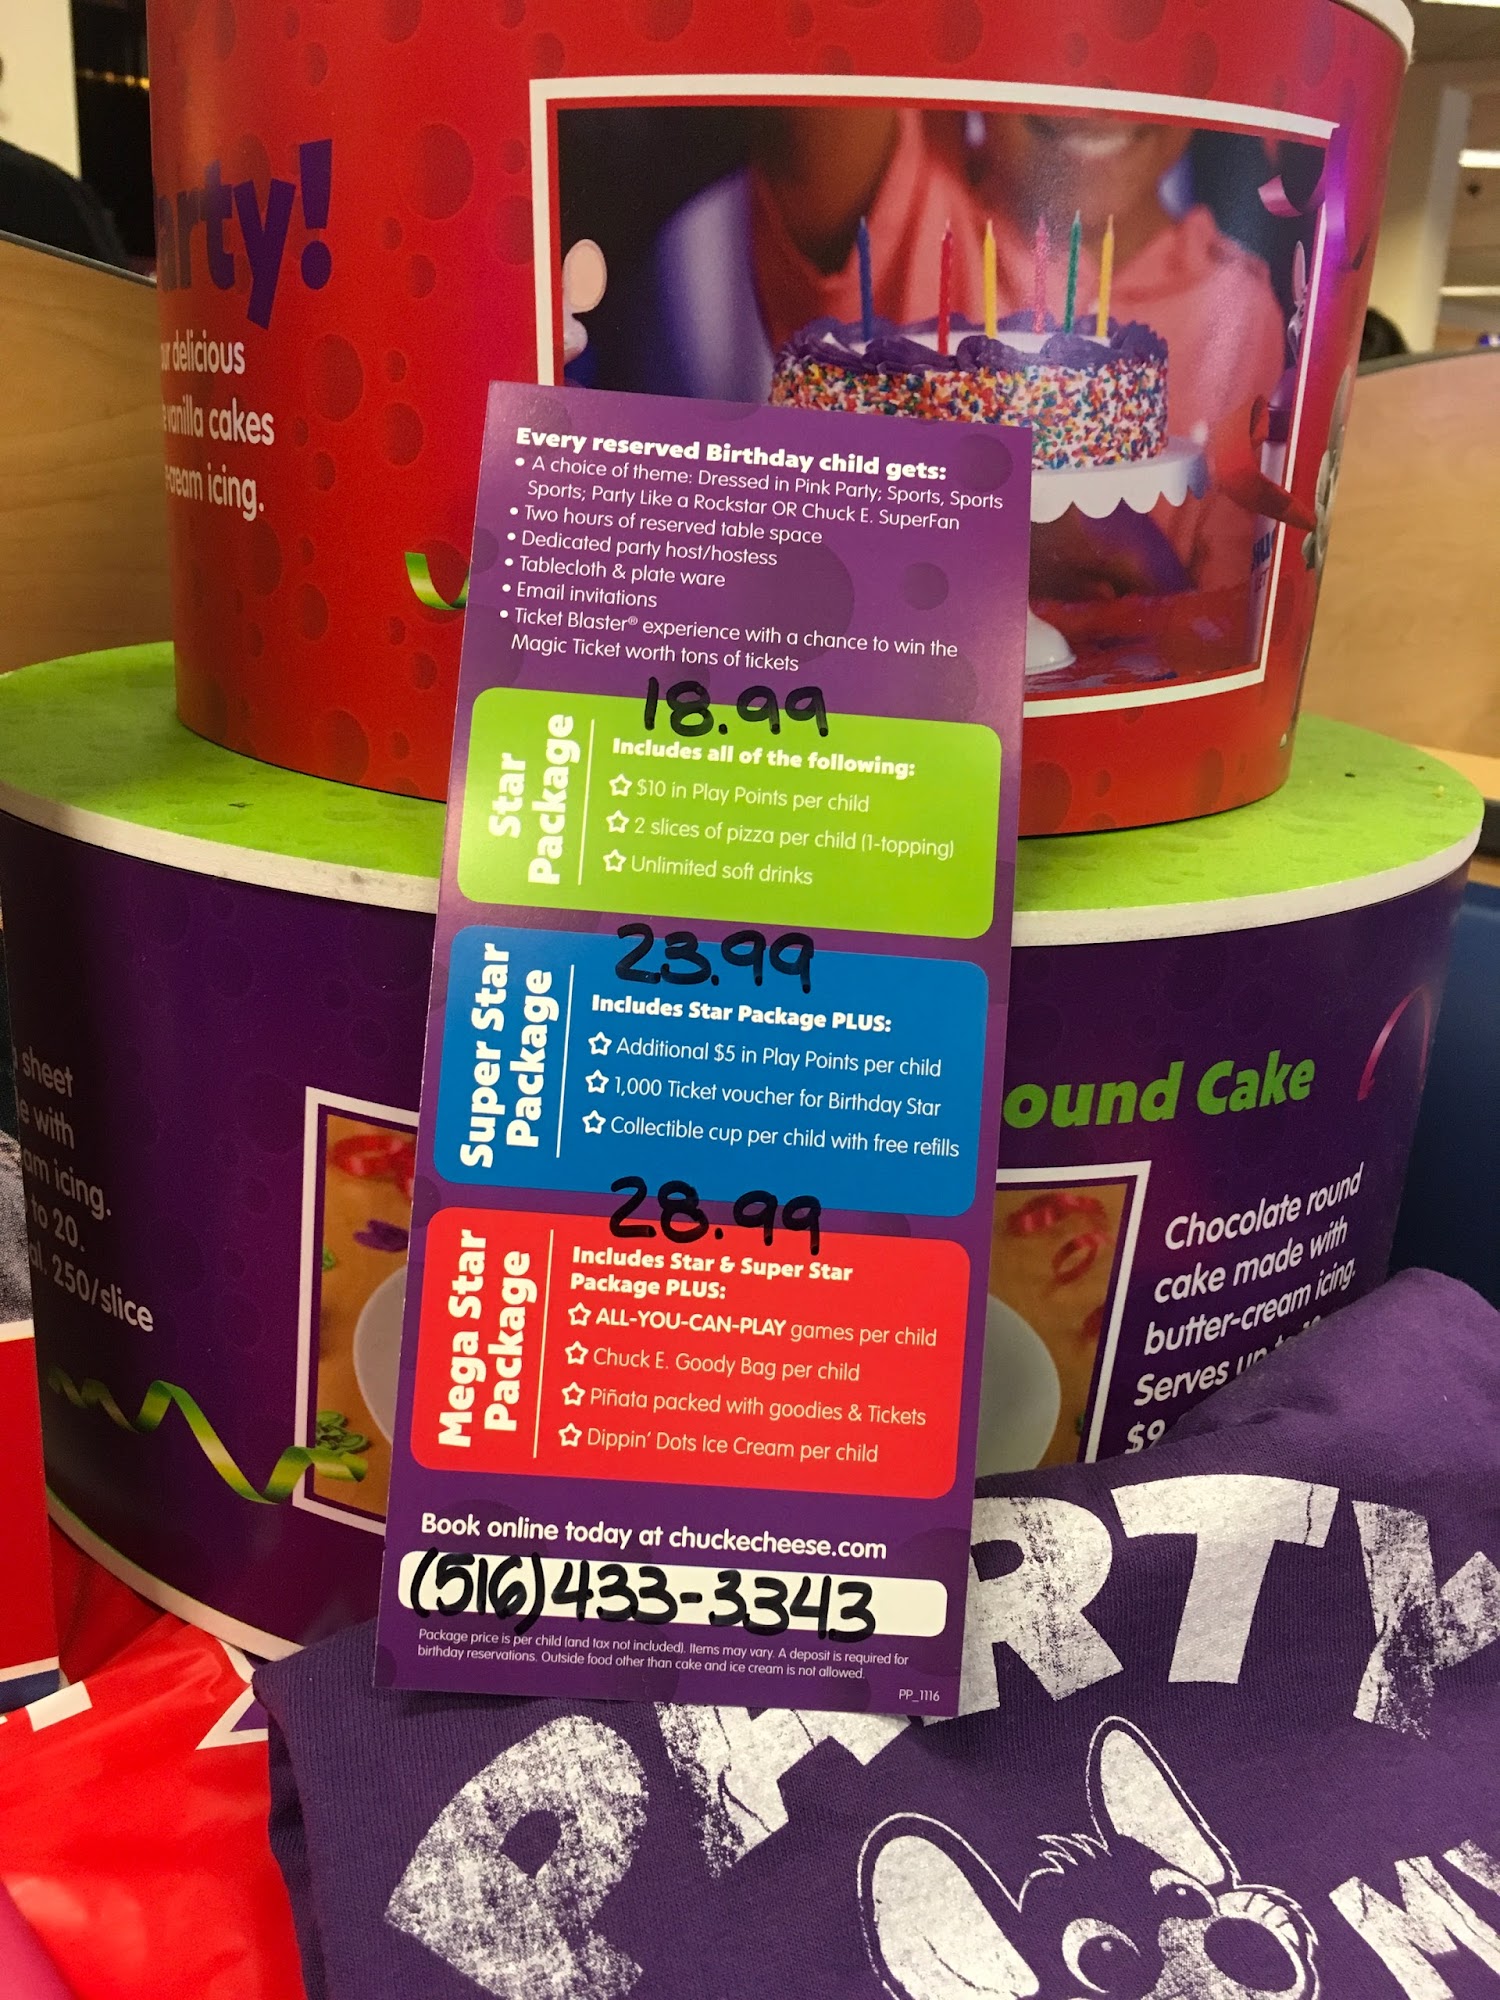 arty!
delicious
vanilla cakes
icing.
Every reserved Birthday child gets:
• A choice of theme: Dressed in Pink Party; Sports, Sports
Sports; Party Like a Rockstar OR Chuck E. SuperFan
• Two hours of reserved table space
• Dedicated party host/hostess
• Tablecloth & plate ware
• Email invitations
• Ticket Blaster® experience with a chance to win the
Magic Ticket worth tons of tickets
18.99
Star
Package
Includes all of the following:
☆ $10 in Play Points per child
☆ 2 slices of pizza per child (1-topping)
☆ Unlimited soft drinks
23.99
Super Star
Package
Includes Star Package PLUS:
☆ Additional $5 in Play Points per child
☆ 1,000 Ticket voucher for Birthday Star
☆ Collectible cup per child with free refills
28.99
Mega Star
Package
Includes Star & Super Star
Package PLUS:
☆ ALL-YOU-CAN-PLAY games per child
☆ Chuck E. Goody Bag per child
☆ Piñata packed with goodies & Tickets
☆ Dippin' Dots Ice Cream per child
Book online today at chuckecheese.com
(516)433-3343
Package price is per child (and tax not included). Items may vary. A deposit is required for
birthday reservations. Outside food other than cake and ice cream is not allowed.
PP_1116
sheet
with
icing.
to 20.
250/slice
ound Cake
Chocolate round
cake made with
butter-cream icing.
Serves
PARTY
MY